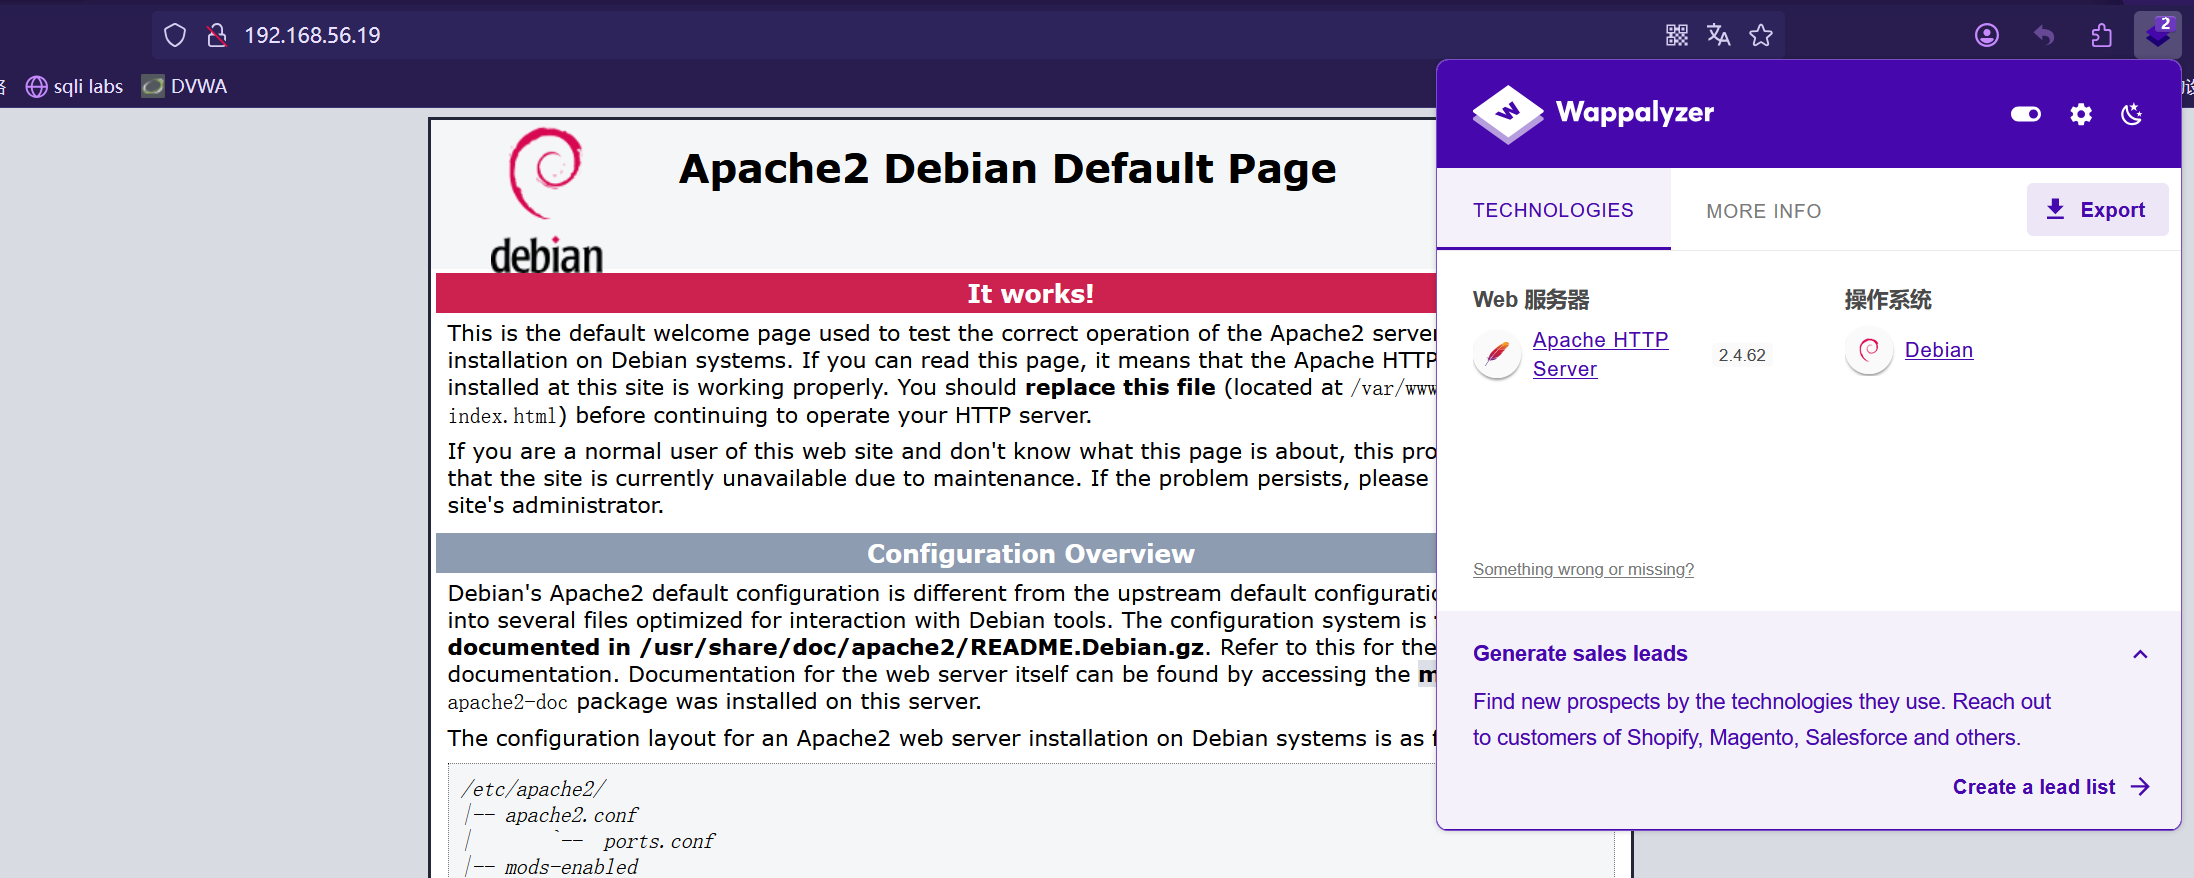 192.168.56.19
2
sqli labs
DVWA
debian
Apache2 Debian Default Page
It works!
This is the default welcome page used to test the correct operation of the Apache2 server
installation on Debian systems. If you can read this page, it means that the Apache HTTP
installed at this site is working properly. You should replace this file (located at /var/www
index.html) before continuing to operate your HTTP server.
If you are a normal user of this web site and don't know what this page is about, this pro
that the site is currently unavailable due to maintenance. If the problem persists, please
site's administrator.
Configuration Overview
Debian's Apache2 default configuration is different from the upstream default configuratio
into several files optimized for interaction with Debian tools. The configuration system is
documented in /usr/share/doc/apache2/README.Debian.gz. Refer to this for the
documentation. Documentation for the web server itself can be found by accessing the m
apache2-doc package was installed on this server.
The configuration layout for an Apache2 web server installation on Debian systems is as f
/etc/apache2/
|-- apache2.conf
|       `--  ports.conf
|-- mods-enabled
W Wappalyzer
TECHNOLOGIES
MORE INFO
Export
Web 服务器
Apache HTTP
Server
2.4.62
操作系统
Debian
Something wrong or missing?
Generate sales leads
Find new prospects by the technologies they use. Reach out
to customers of Shopify, Magento, Salesforce and others.
Create a lead list